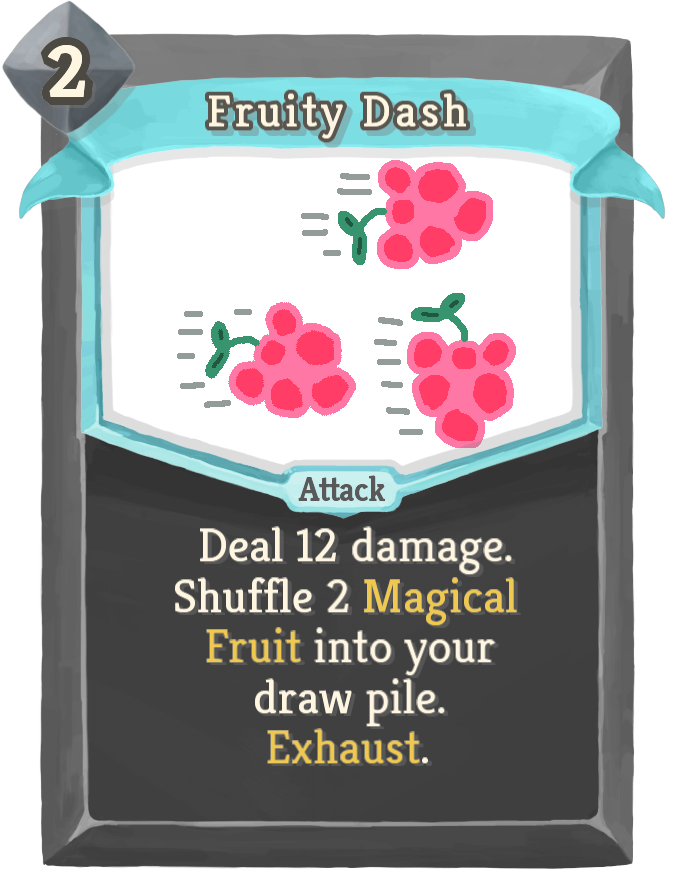 2
Fruity Dash
Attack
Deal 12 damage.
Shuffle 2 Magical
Fruit into your
draw pile.
Exhaust.